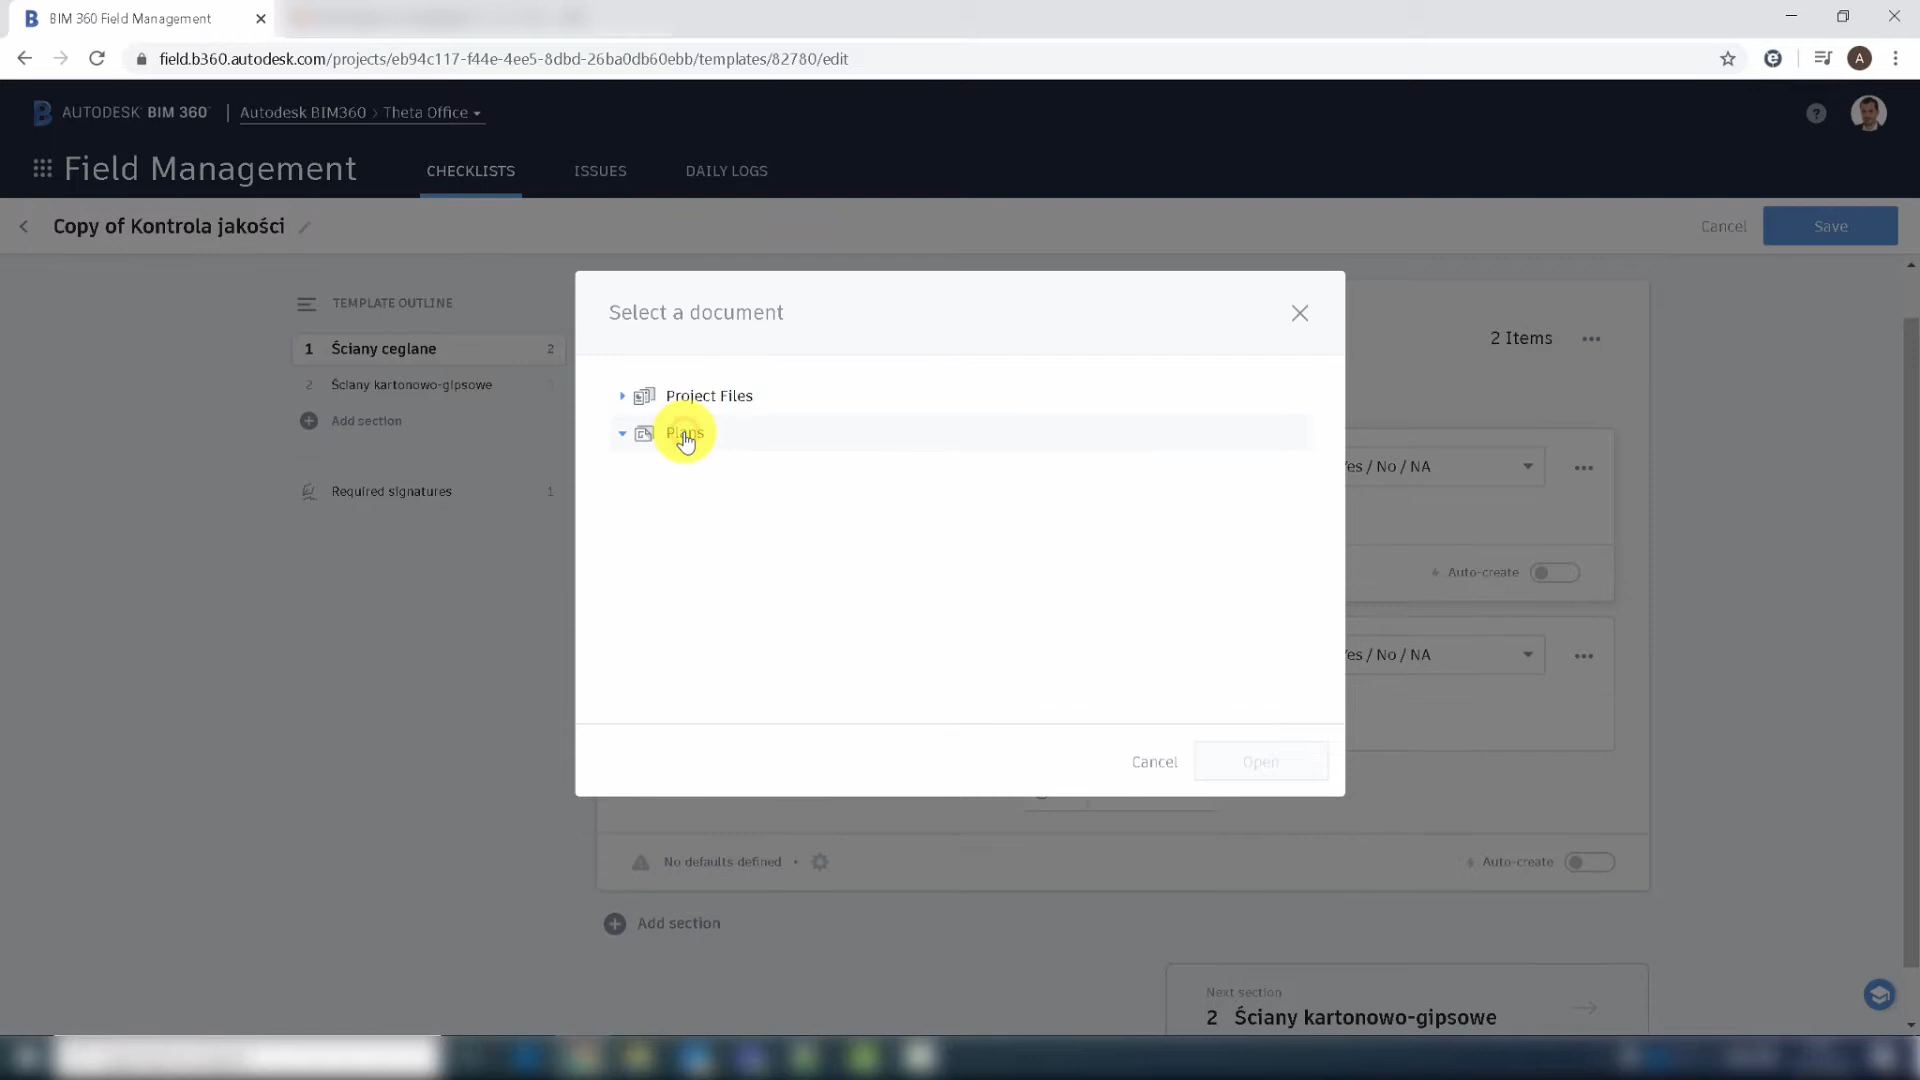 BIM 360 Field Management
field.b360.autodesk.com/projects/eb94c117-f44e-4ee5-8dbd-26ba0db60ebb/templates/82780/edit
A
AUTODESK BIM 360 | Autodesk BIM360 > Theta Office
Field Management CHECKLISTS ISSUES DAILY LOGS
Copy of Kontrola jakości Cancel Save
TEMPLATE OUTLINE
1 Ściany ceglane 2
2 Ściany kartonowo-gipsowe
Add section
Required signatures 1
Select a document
Project Files
Plans
Cancel Open
2 Items
Yes / No / NA
Auto-create
Yes / No / NA
No defaults defined • Auto-create
Add section
Next section
2 Ściany kartonowo-gipsowe